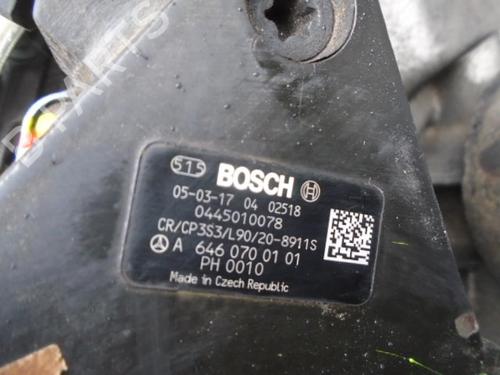 515 BOSCH
05-03-17 04 02518
0445010078
CR/CP3S3/L90/20-8911S
A 646 070 01 01
PH 0010
Made in Czech Republic
B-PARTS